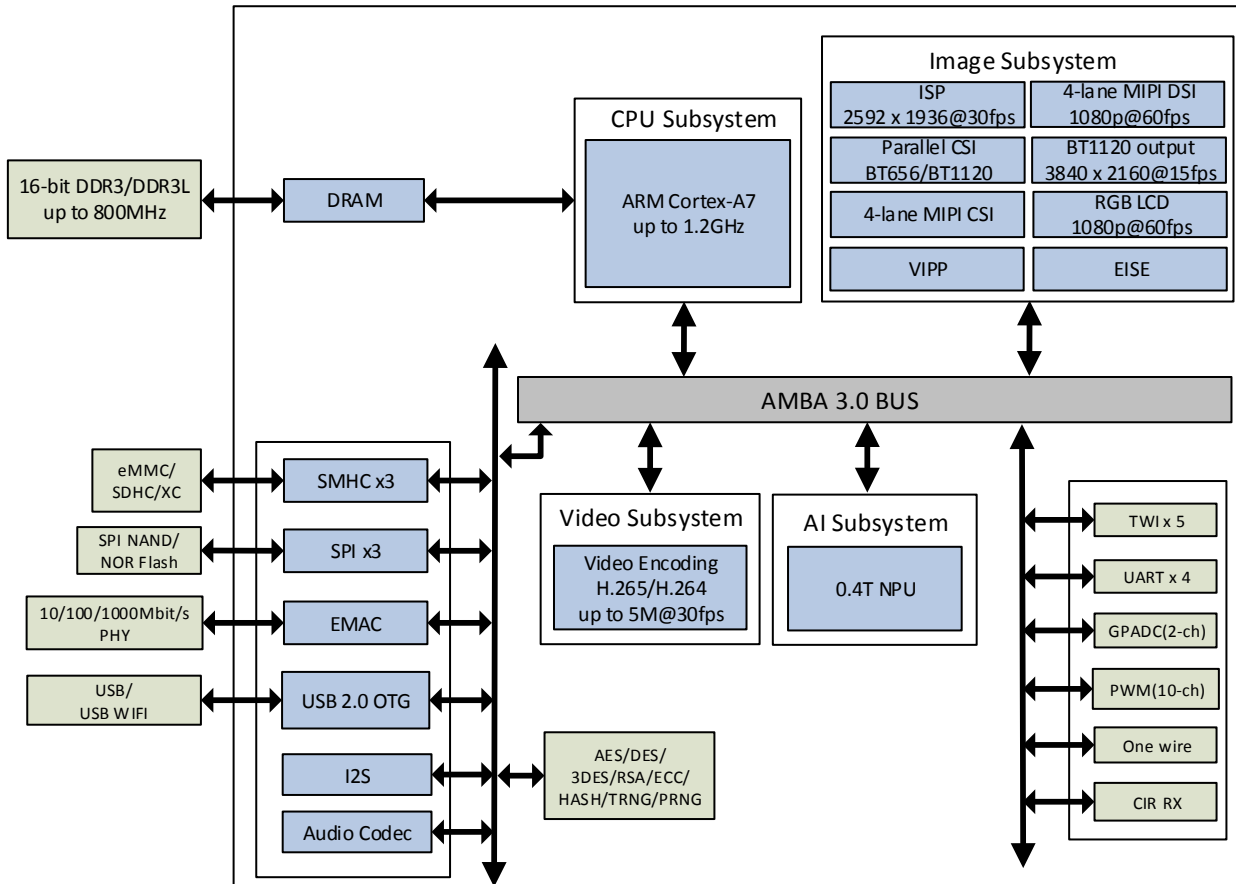 Image Subsystem
ISP
2592 x 1936@30fps
4-lane MIPI DSI
1080p@60fps
Parallel CSI
BT656/BT1120
BT1120 output
3840 x 2160@15fps
4-lane MIPI CSI
RGB LCD
1080p@60fps
VIPP
EISE
CPU Subsystem
ARM Cortex-A7
up to 1.2GHz
16-bit DDR3/DDR3L
up to 800MHz
DRAM
AMBA 3.0 BUS
eMMC/
SDHC/XC
SMHC x3
SPI NAND/
NOR Flash
SPI x3
10/100/1000Mbit/s
PHY
EMAC
USB/
USB WIFI
USB 2.0 OTG
I2S
Audio Codec
Video Subsystem
Video Encoding
H.265/H.264
up to 5M@30fps
AI Subsystem
0.4T NPU
AES/DES/
3DES/RSA/ECC/
HASH/TRNG/PRNG
TWI x 5
UART x 4
GPADC(2-ch)
PWM(10-ch)
One wire
CIR RX